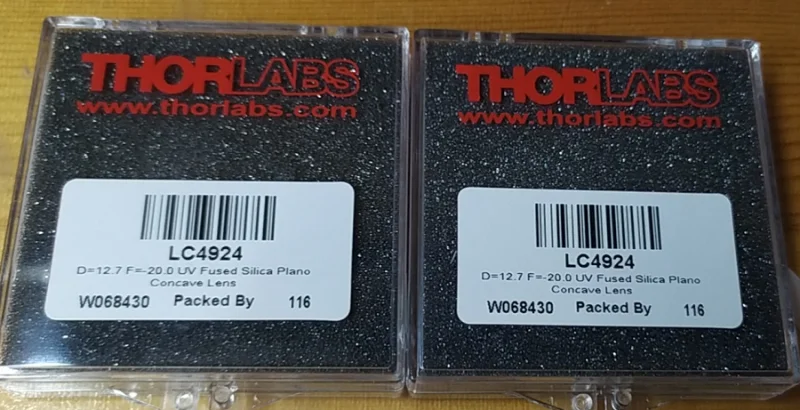 THORLABS
www.thorlabs.com
LC4924
D=12.7 F=-20.0 UV Fused Silica Plano
Concave Lens
W068430 Packed By 116
THORLABS
www.thorlabs.com
LC4924
D=12.7 F=-20.0 UV Fused Silica Plano
Concave Lens
W068430 Packed By 116